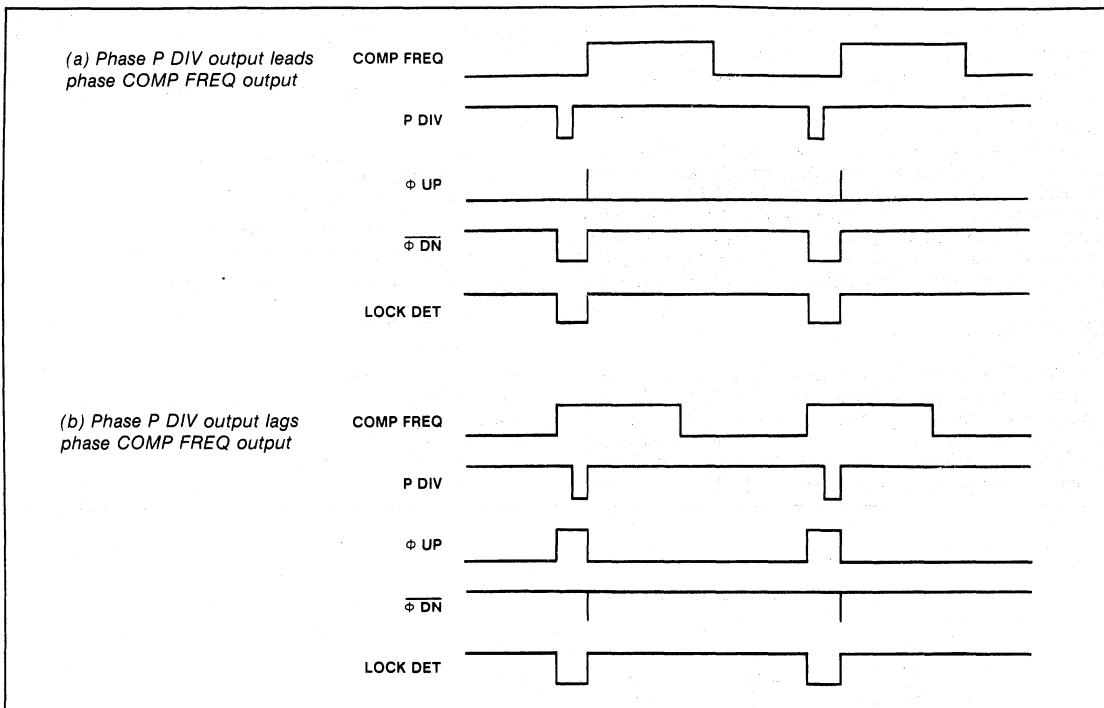 (a) Phase P DIV output leads
phase COMP FREQ output
COMP FREQ
P DIV
Φ UP
Φ DN
LOCK DET
(b) Phase P DIV output lags
phase COMP FREQ output
COMP FREQ
P DIV
Φ UP
Φ DN
LOCK DET